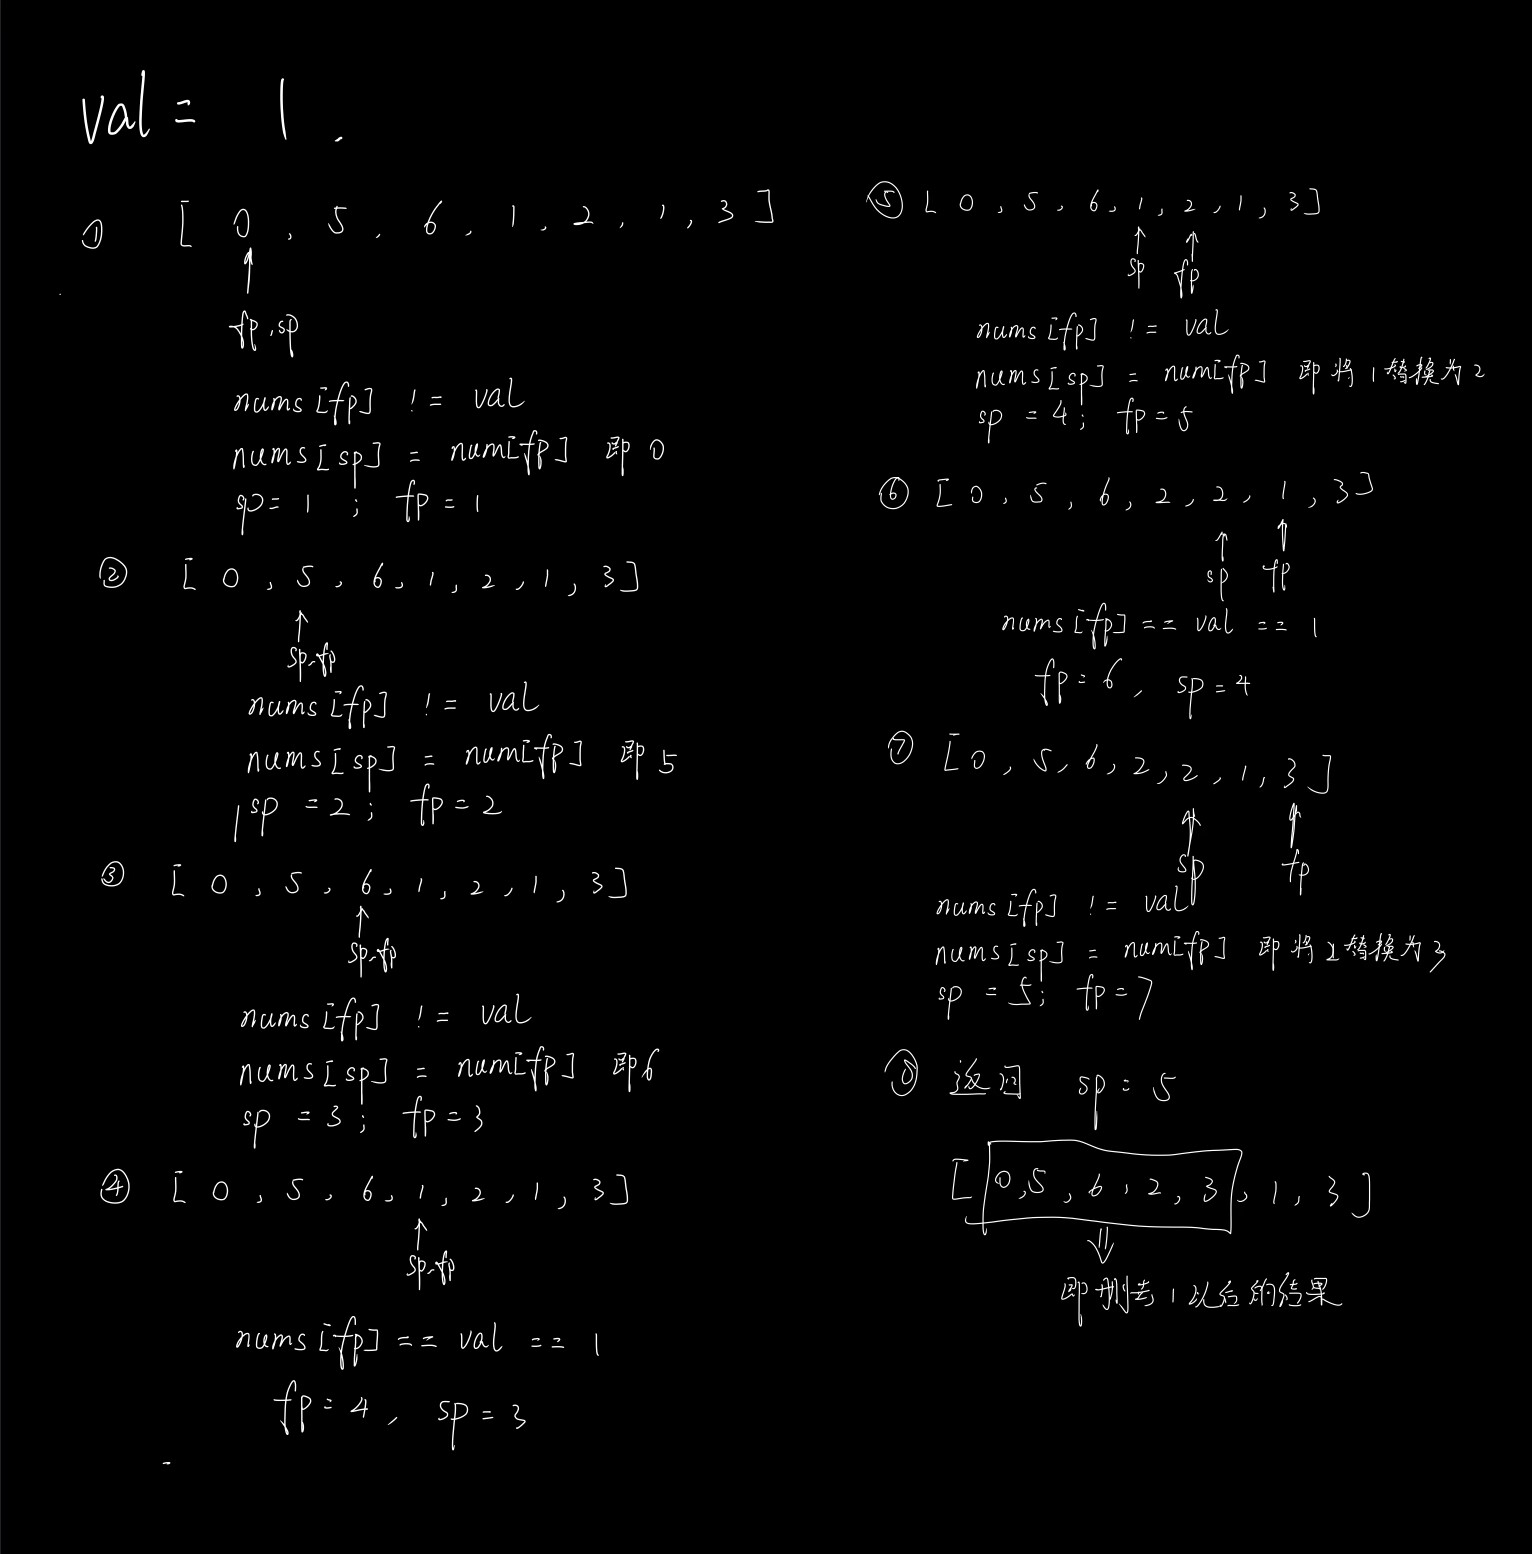 val = 1 .
① [ 0 , 5 , 6 , 1 , 2 , 1 , 3 ]
fp , sp
nums [fp] != val
nums [sp] = num[fp] 即 0
sp = 1 ; fp = 1
② [ 0 , 5 , 6 , 1 , 2 , 1 , 3 ]
sp, fp
nums [fp] != val
nums [sp] = num[fp] 即 5
sp = 2 ; fp = 2
③ [ 0 , 5 , 6 , 1 , 2 , 1 , 3 ]
sp, fp
nums [fp] != val
nums [sp] = num[fp] 即 6
sp = 3 ; fp = 3
④ [ 0 , 5 , 6 , 1 , 2 , 1 , 3 ]
sp, fp
nums [fp] == val == 1
fp = 4 , sp = 3
⑤ [ 0 , 5 , 6 , 1 , 2 , 1 , 3 ]
sp fp
nums [fp] != val
nums [sp] = num[fp] 即将1替换为2
sp = 4 ; fp = 5
⑥ [ 0 , 5 , 6 , 2 , 2 , 1 , 3 ]
sp fp
nums [fp] == val == 1
fp = 6 , sp = 4
⑦ [ 0 , 5 , 6 , 2 , 2 , 1 , 3 ]
sp fp
nums [fp] != val
nums [sp] = num[fp] 即将2替换为3
sp = 5 ; fp = 7
⑧ 返回 sp = 5
[ 0 , 5 , 6 , 2 , 3 , 1 , 3 ]
即删去1以后的结果